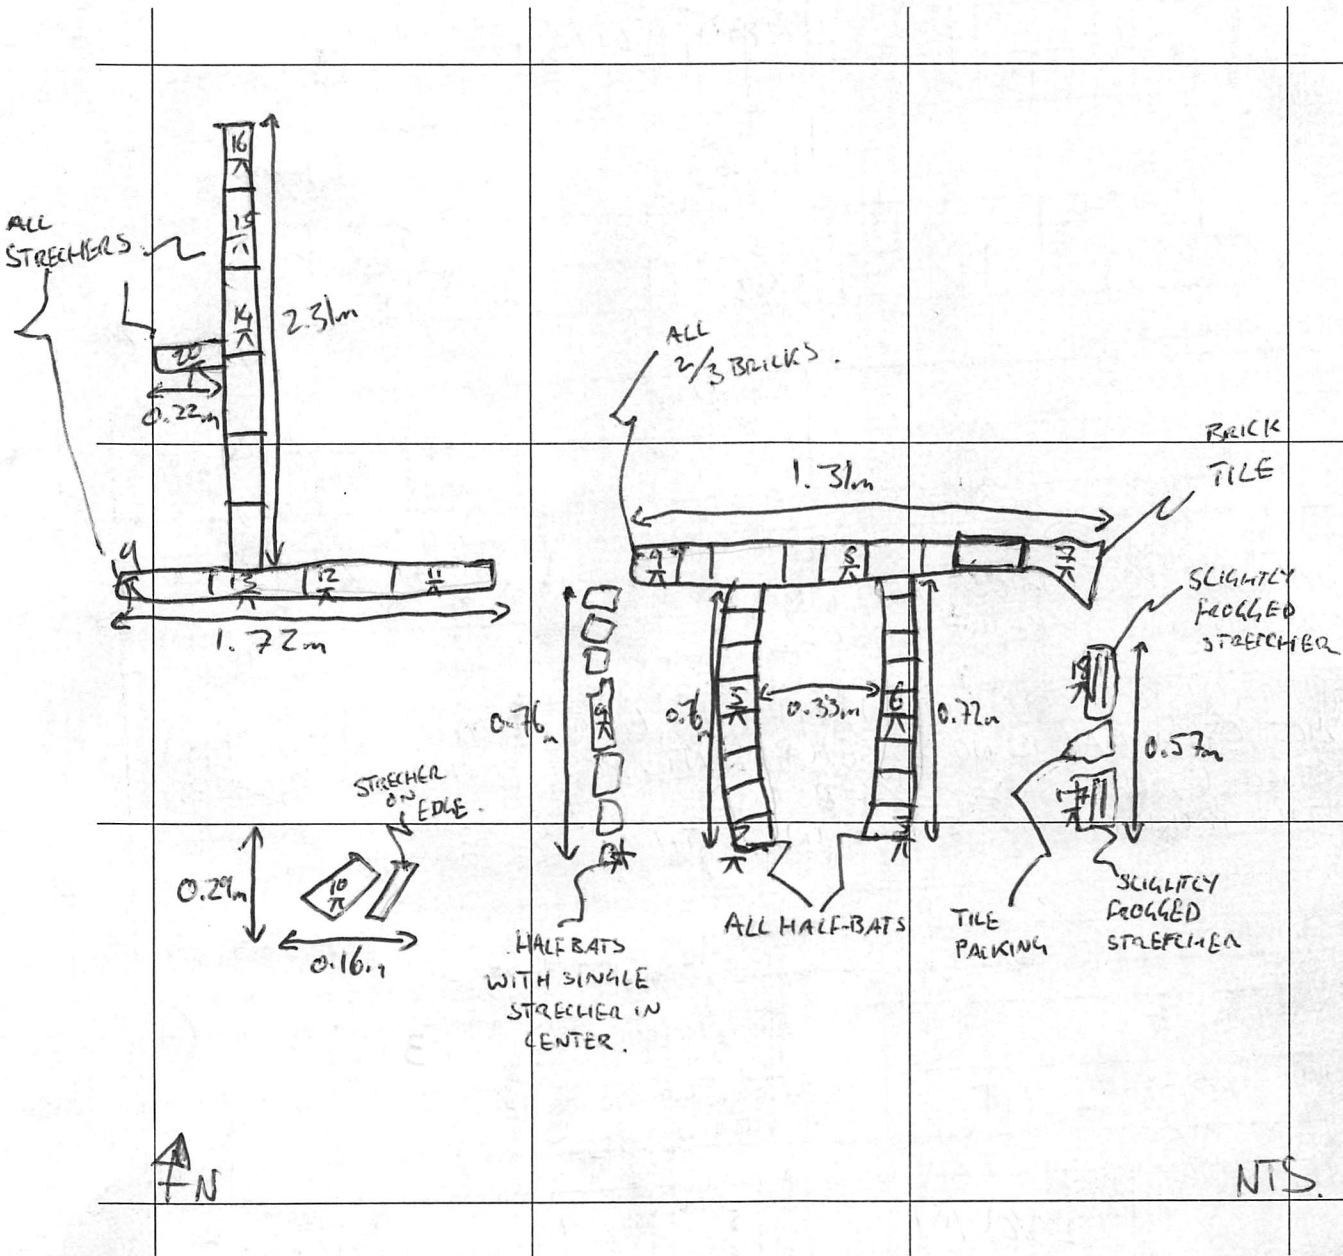 16
ALL
STRECHERS
15
14
2.31m
20
0.22m
ALL
2/3 BRICKS.
BRICK
TILE
1.31m
13
12
11
8
7
1.72m
SLIGHTLY
FROGGED
STRETCHER
18
0.76m
0.76m
5
0.33m
6
0.72m
0.57m
17
STRECHER
ON
EDGE.
2
3
0.29m
10
0.16m
HALF BATS
WITH SINGLE
STRECHER IN
CENTER.
ALL HALF-BATS
TILE
PACKING
SLIGHTLY
FROGGED
STRETCHER
N
NTS.